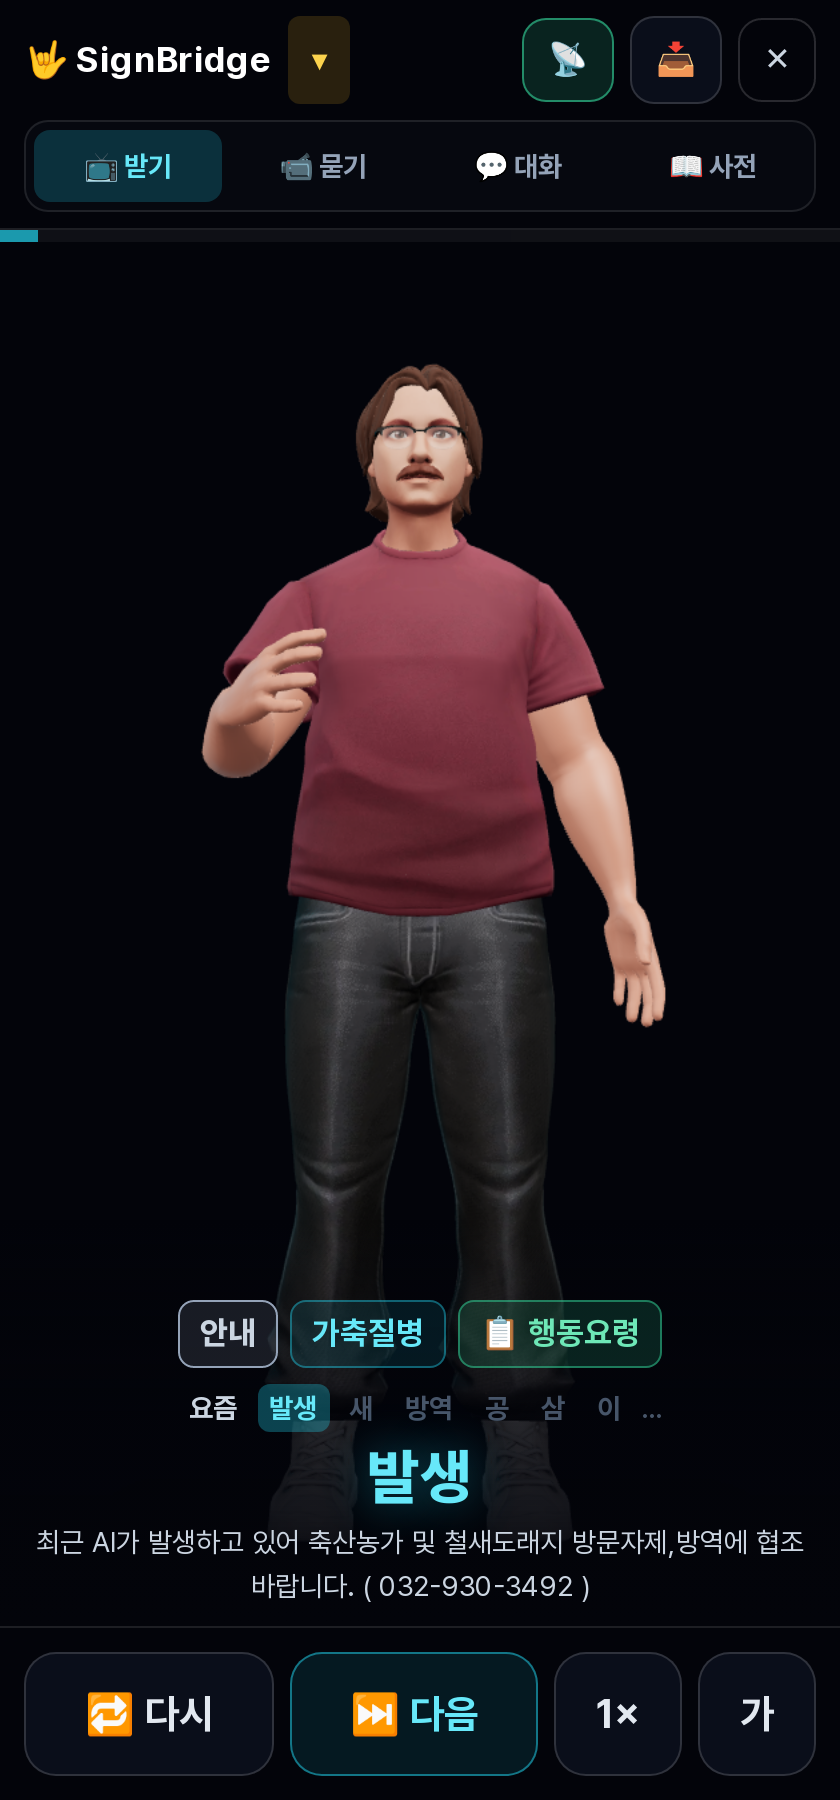 SignBridge ▼
받기 묻기 대화 사전
안내 가축질병 행동요령
요즘 발생 새 방역 공 삼 이 ...
발생
최근 AI가 발생하고 있어 축산농가 및 철새도래지 방문자제,방역에 협조
바랍니다. ( 032-930-3492 )
다시 다음 1× 가